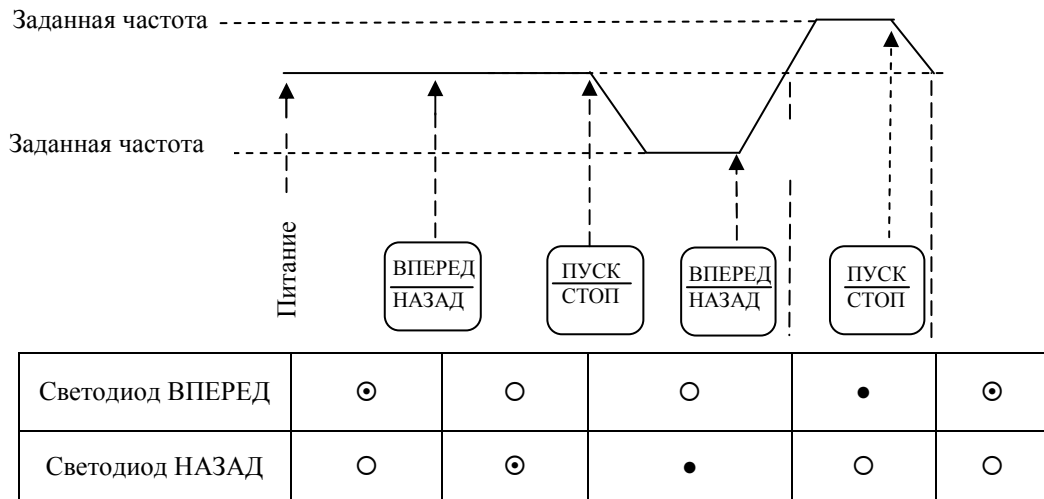 Заданная частота
Заданная частота
Питание
ВПЕРЕД
НАЗАД
ПУСК
СТОП
ВПЕРЕД
НАЗАД
ПУСК
СТОП
Светодиод ВПЕРЕД
Светодиод НАЗАД